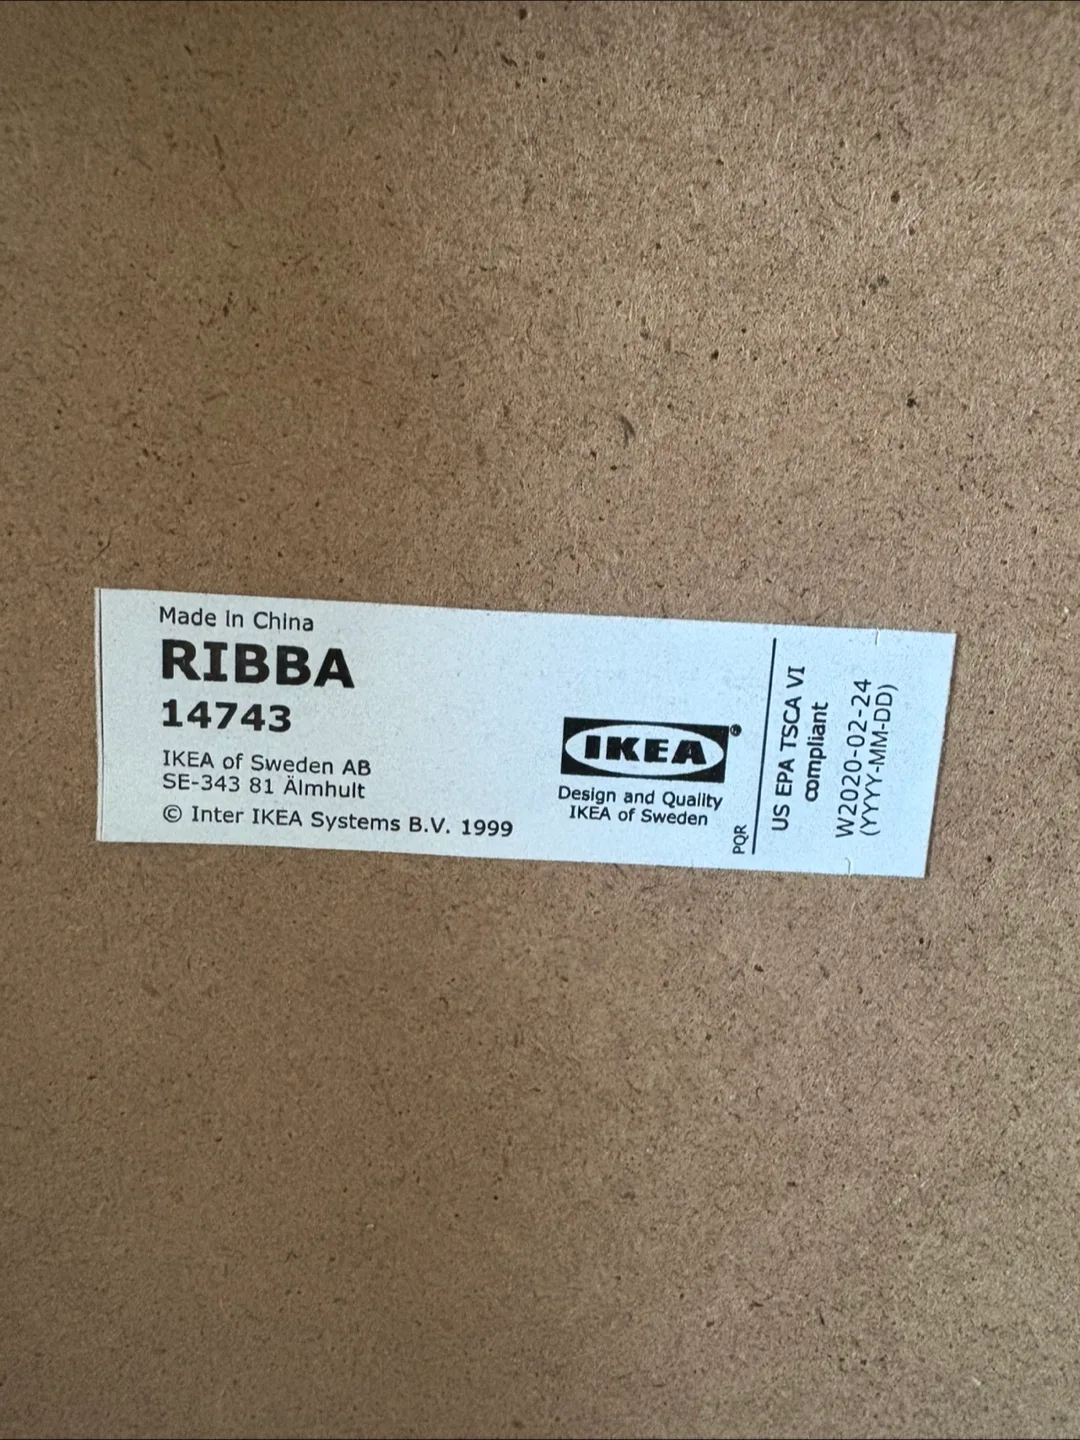 Made in China
RIBBA
14743
IKEA of Sweden AB
SE-343 81 Älmhult
© Inter IKEA Systems B.V. 1999
IKEA®
Design and Quality
IKEA of Sweden
PQR
US EPA TSCA VI
compliant
W2020-02-24
(YYYY-MM-DD)